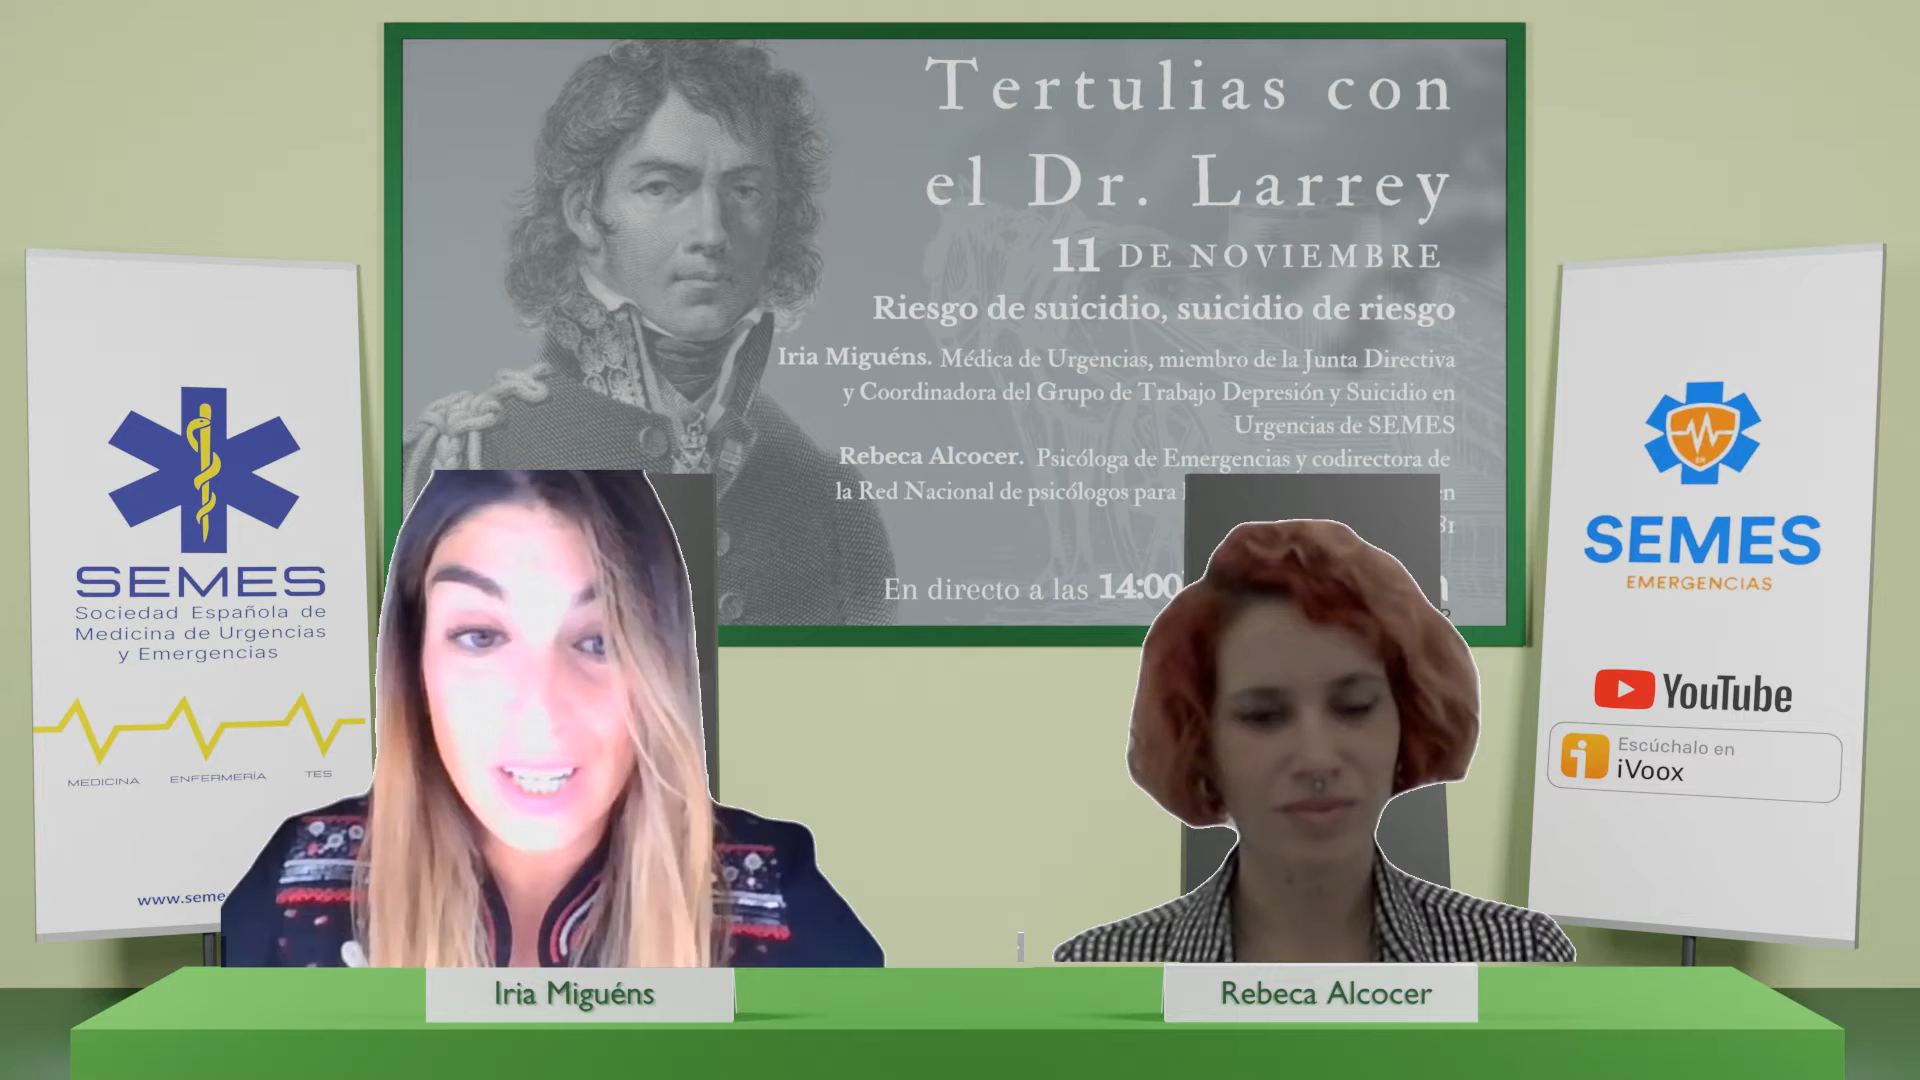 Tertulias con
el Dr. Larrey
11 DE NOVIEMBRE
Riesgo de suicidio, suicidio de riesgo
Iria Miguéns. Médica de Urgencias, miembro de la Junta Directiva
y Coordinadora del Grupo de Trabajo Depresión y Suicidio en
Urgencias de SEMES
Rebeca Alcocer. Psicóloga de Emergencias y codirectora de
la Red Nacional de psicólogos para
En directo a las 14:00
SEMES
Sociedad Española de
Medicina de Urgencias
y Emergencias
MEDICINA ENFERMERÍA TES
www.seme
SEMES
EMERGENCIAS
YouTube
Escúchalo en
iVoox
Iria Miguéns
Rebeca Alcocer